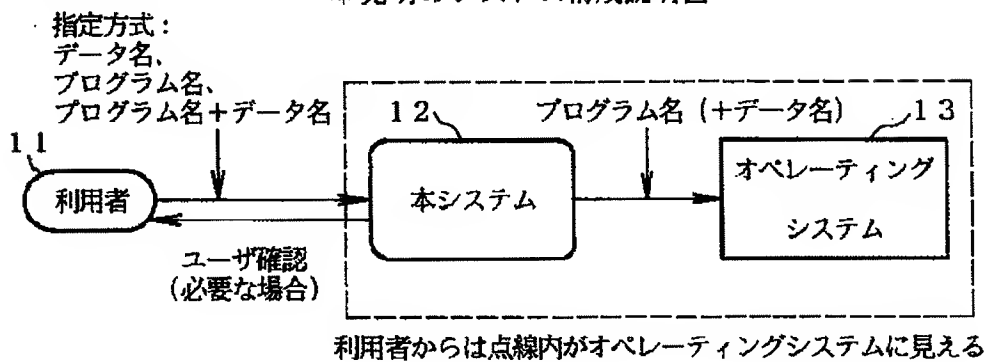 指定方式：
データ名、
プログラム名、
プログラム名＋データ名
１１
利用者
ユーザ確認
（必要な場合）
１２
本システム
プログラム名（＋データ名）
１３
オペレーティング
システム
利用者からは点線内がオペレーティングシステムに見える